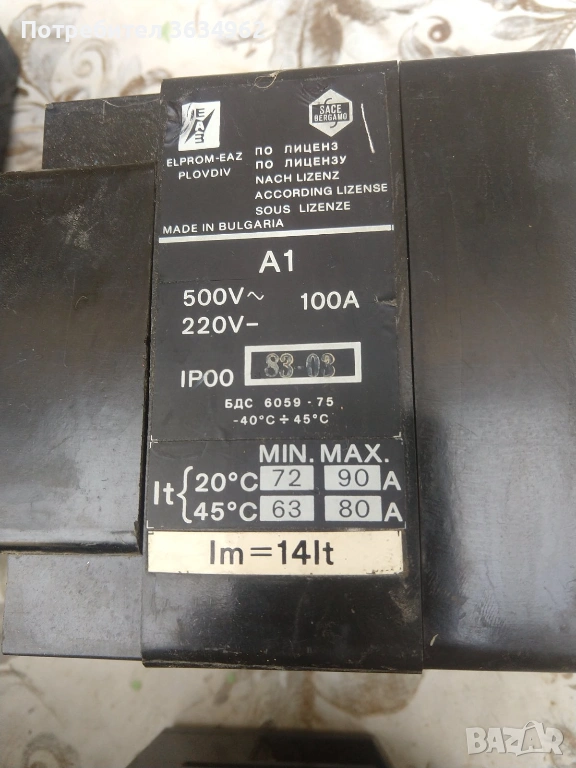 Потребител 3634962
EAZ
SACE
BERGAMO
ELPROM-EAZ
PLOVDIV
ПО ЛИЦЕНЗ
ПО ЛИЦЕНЗУ
NACH LIZENZ
ACCORDING LIZENSE
SOUS LIZENZE
MADE IN BULGARIA
A1
500V~ 100A
220V-
IP00 83-03
БДС 6059-75
-40°C÷45°C
MIN. MAX.
It { 20°C 72 90 A
45°C 63 80 A
Im=14It
BAZAR